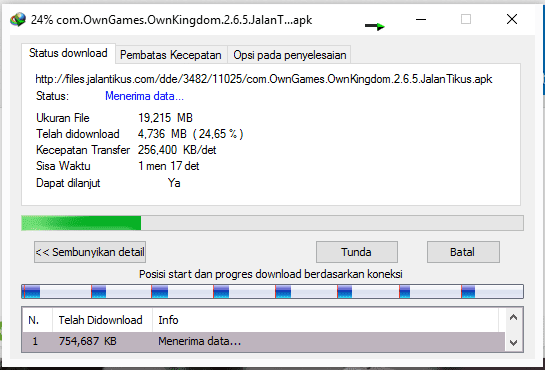 24% com.OwnGames.OwnKingdom.2.6.5.JalanT...apk
Status download Pembatas Kecepatan Opsi pada penyelesaian
http://files.jalantikus.com/dde/3482/11025/com.OwnGames.OwnKingdom.2.6.5.JalanTikus.apk
Status: Menerima data...
Ukuran File 19,215 MB
Telah didownload 4,736 MB ( 24,65 % )
Kecepatan Transfer 256,400 KB/det
Sisa Waktu 1 men 17 det
Dapat dilanjut Ya
<< Sembunyikan detail Tunda Batal
Posisi start dan progres download berdasarkan koneksi
N. Telah Didownload Info
1 754,687 KB Menerima data...